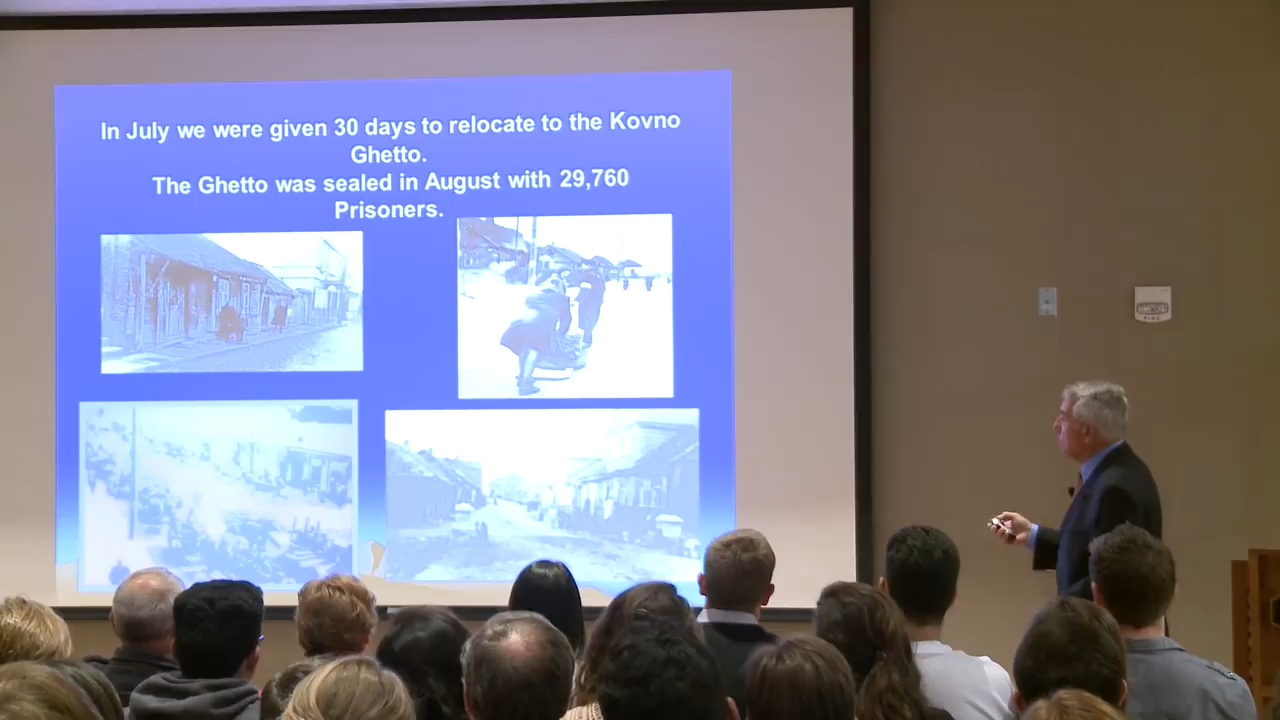 In July we were given 30 days to relocate to the Kovno
Ghetto.
The Ghetto was sealed in August with 29,760
Prisoners.
FIRE